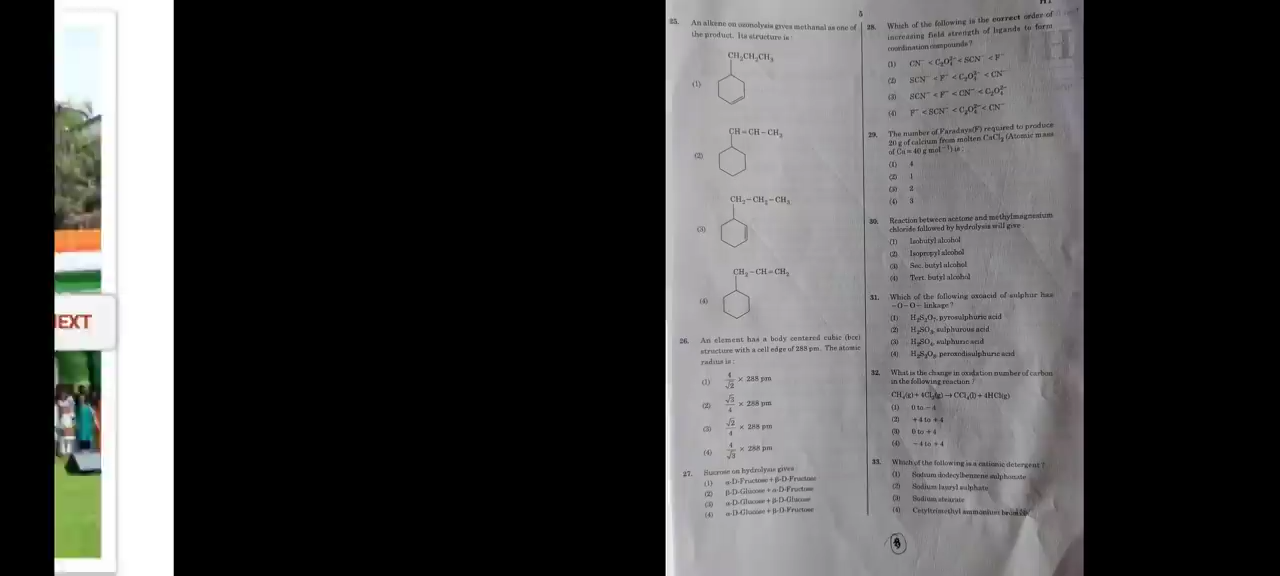 EXT
5
H1
25. An alkene on ozonolysis gives methanal as one of
the product. Its structure is :
CH₂CH₂CH₃
(1)
CH = CH – CH₃
(2)
CH₂ – CH₂ – CH₃
(3)
CH₂ – CH = CH₂
(4)
26. An element has a body centered cubic (bcc)
structure with a cell edge of 288 pm. The atomic
radius is :
(1) 4/√2 × 288 pm
(2) √3/4 × 288 pm
(3) √2/4 × 288 pm
(4) 4/√3 × 288 pm
27. Sucrose on hydrolysis gives :
(1) α-D-Fructose + β-D-Fructose
(2) β-D-Glucose + α-D-Fructose
(3) α-D-Glucose + β-D-Glucose
(4) α-D-Glucose + β-D-Fructose
28. Which of the following is the correct order of
increasing field strength of ligands to form
coordination compounds ?
(1) CN⁻ < C₂O₄²⁻ < SCN⁻ < F⁻
(2) SCN⁻ < F⁻ < C₂O₄²⁻ < CN⁻
(3) SCN⁻ < F⁻ < CN⁻ < C₂O₄²⁻
(4) F⁻ < SCN⁻ < C₂O₄²⁻ < CN⁻
29. The number of Faradays(F) required to produce
20 g of calcium from molten CaCl₂ (Atomic mass
of Ca = 40 g mol⁻¹) is :
(1) 4
(2) 1
(3) 2
(4) 3
30. Reaction between acetone and methylmagnesium
chloride followed by hydrolysis will give :
(1) Isobutyl alcohol
(2) Isopropyl alcohol
(3) Sec. butyl alcohol
(4) Tert. butyl alcohol
31. Which of the following oxoacid of sulphur has
–O–O– linkage ?
(1) H₂S₂O₇, pyrosulphuric acid
(2) H₂SO₃, sulphurous acid
(3) H₂SO₄, sulphuric acid
(4) H₂S₂O₈, peroxodisulphuric acid
32. What is the change in oxidation number of carbon
in the following reaction ?
CH₄(g) + 4Cl₂(g) → CCl₄(l) + 4HCl(g)
(1) 0 to – 4
(2) + 4 to + 4
(3) 0 to + 4
(4) – 4 to + 4
33. Which of the following is a cationic detergent ?
(1) Sodium dodecylbenzene sulphonate
(2) Sodium lauryl sulphate
(3) Sodium stearate
(4) Cetyltrimethyl ammonium bromide